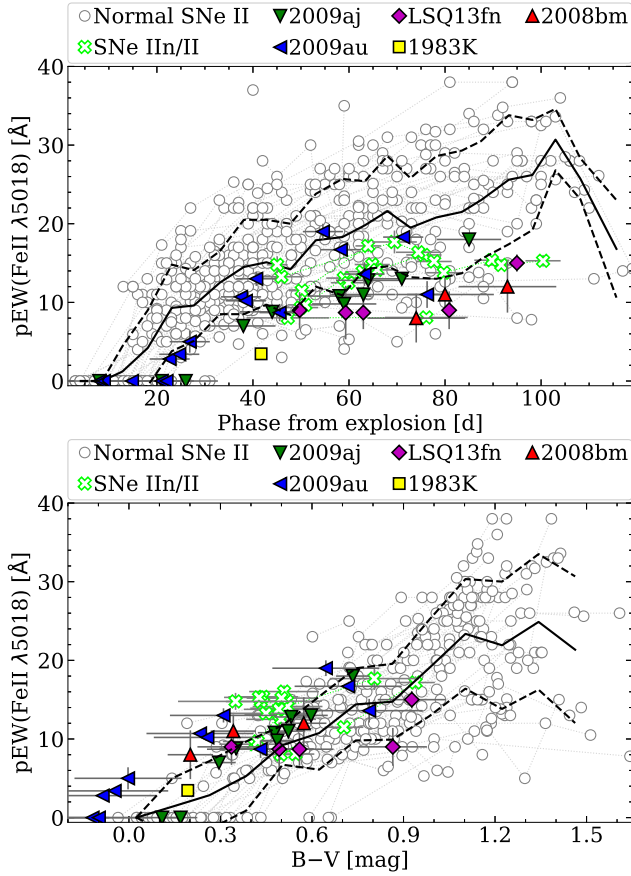 Normal SNe II 2009aj LSQ13fn 2008bm
SNe IIn/II 2009au 1983K
40
30
20
10
0
pEW(FeII λ5018) [Å]
20 40 60 80 100
Phase from explosion [d]
Normal SNe II 2009aj LSQ13fn 2008bm
SNe IIn/II 2009au 1983K
40
30
20
10
0
pEW(FeII λ5018) [Å]
0.0 0.3 0.6 0.9 1.2 1.5
B−V [mag]